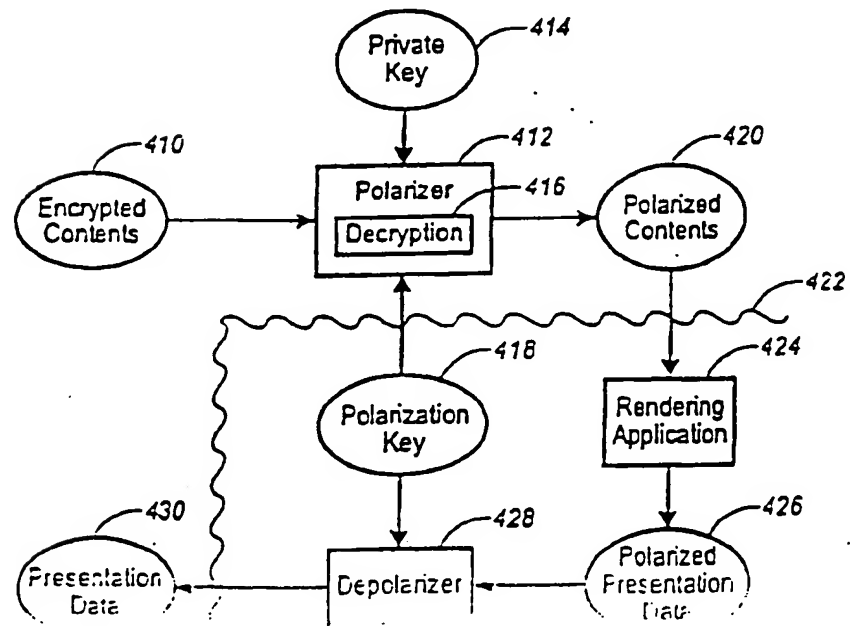 Private
Key
414
410
412
420
Encrypted
Contents
Polarizer
416
Decryption
Polarized
Contents
422
418
424
Polarization
Key
Rendering
Application
430
428
426
Presentation
Data
Depolarizer
Polarized
Presentation
Data